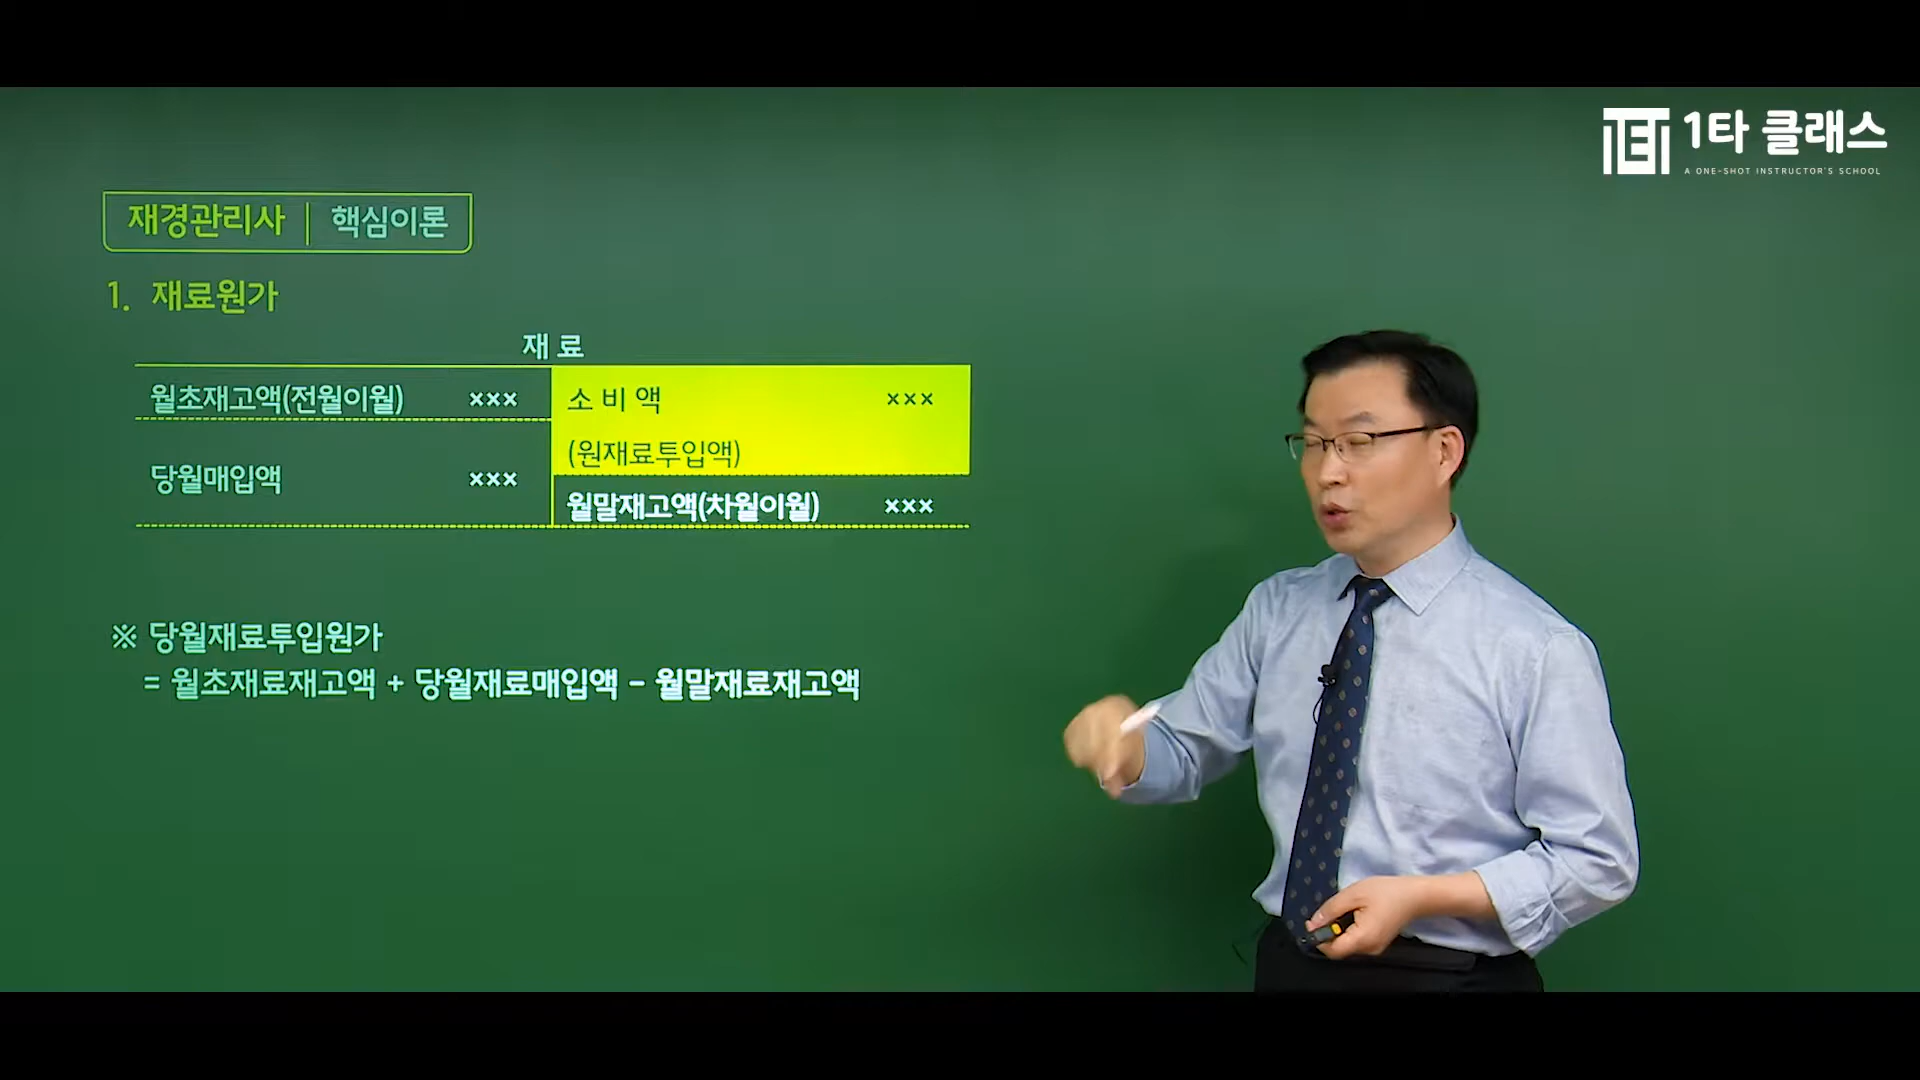 1타 클래스
A ONE-SHOT INSTRUCTOR'S SCHOOL
재경관리사 | 핵심이론
1. 재료원가
재 료
월초재고액(전월이월) ××× 소 비 액 ×××
(원재료투입액)
당월매입액 ×××
월말재고액(차월이월) ×××
※ 당월재료투입원가
= 월초재료재고액 + 당월재료매입액 - 월말재료재고액